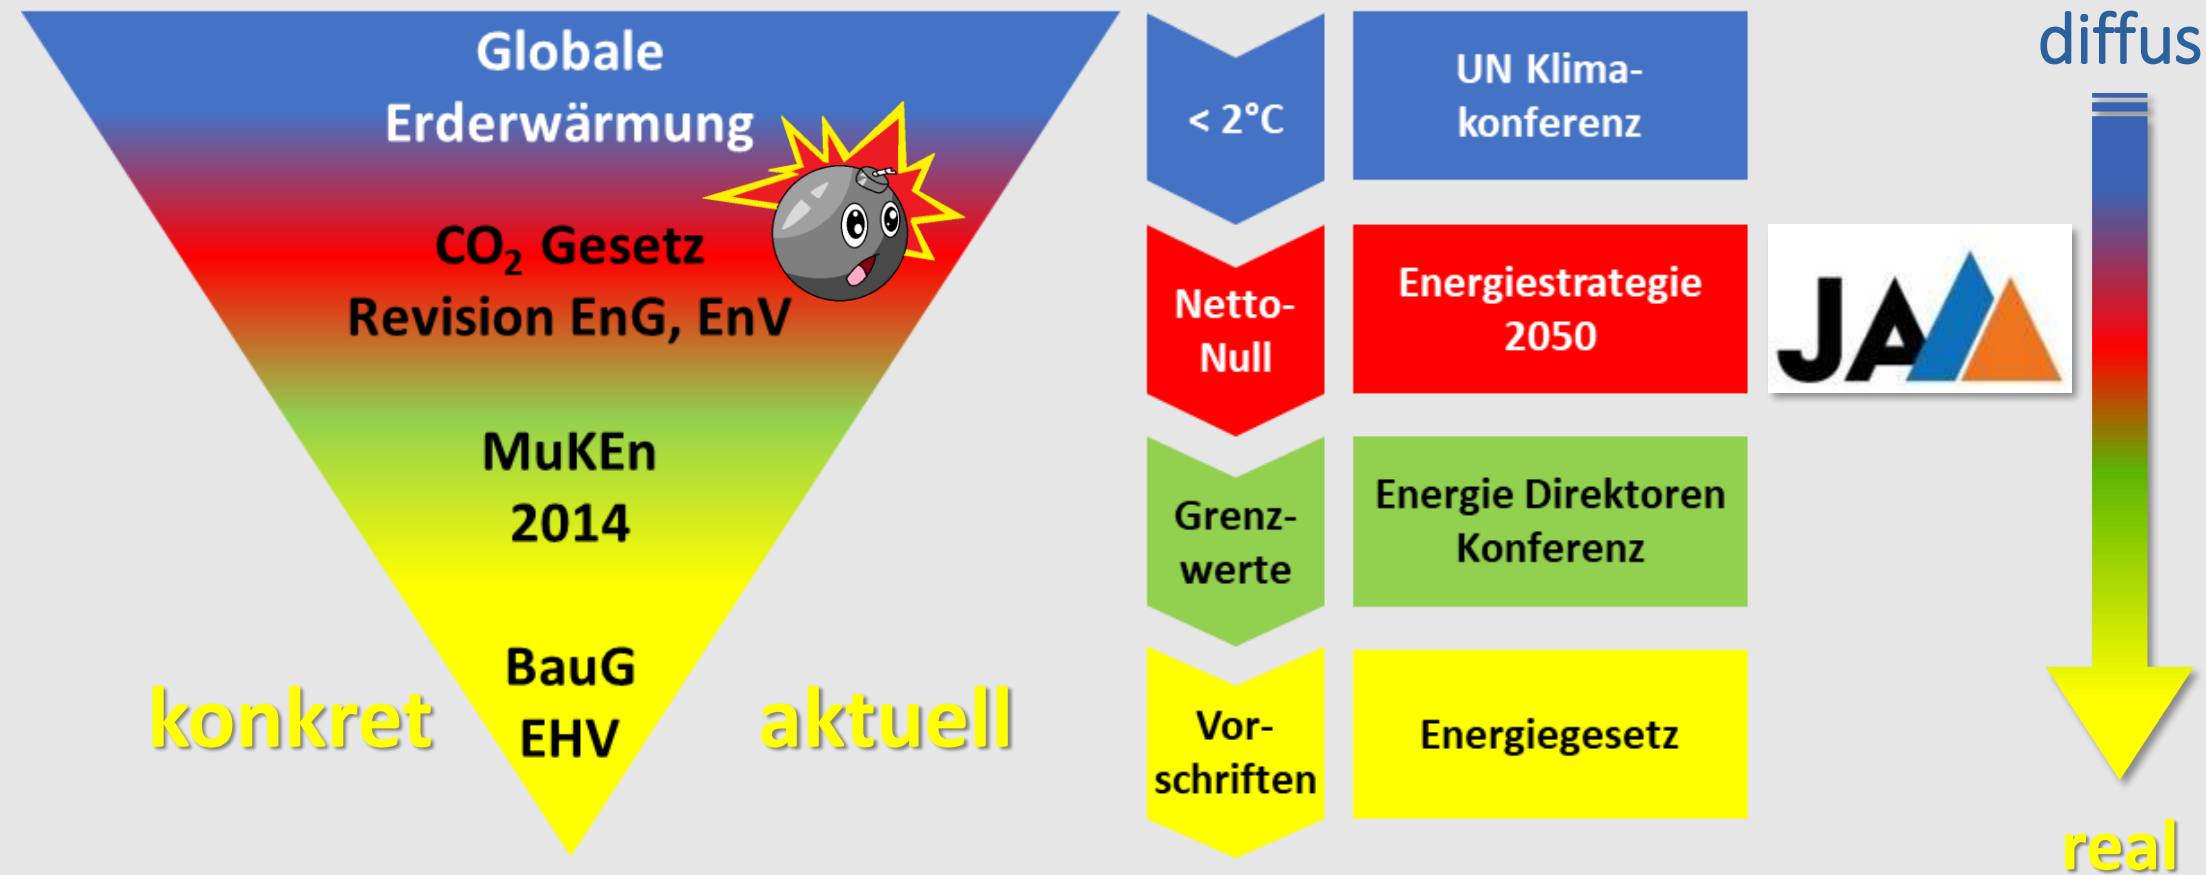 Globale
Erderwärmung
CO₂ Gesetz
Revision EnG, EnV
MuKEn
2014
BauG
EHV
konkret
aktuell
< 2°C
UN Klima-
konferenz
Netto-
Null
Energiestrategie
2050
JA
Grenz-
werte
Energie Direktoren
Konferenz
Vor-
schriften
Energiegesetz
diffus
real